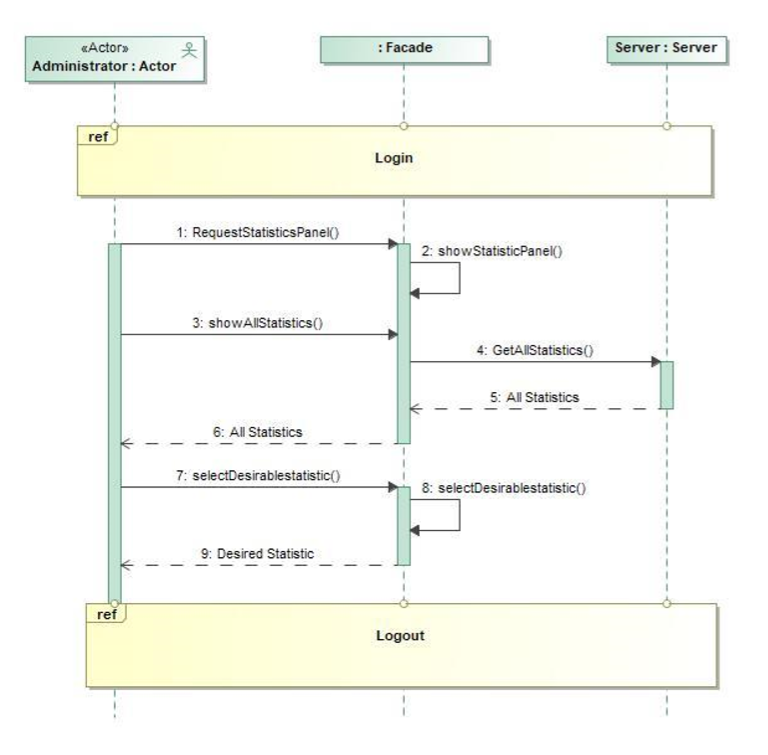 «Actor»
Administrator : Actor
: Facade
Server : Server
ref
Login
1: RequestStatisticsPanel()
2: showStatisticPanel()
3: showAllStatistics()
4: GetAllStatistics()
5: All Statistics
6: All Statistics
7: selectDesirablestatistic()
8: selectDesirablestatistic()
9: Desired Statistic
ref
Logout